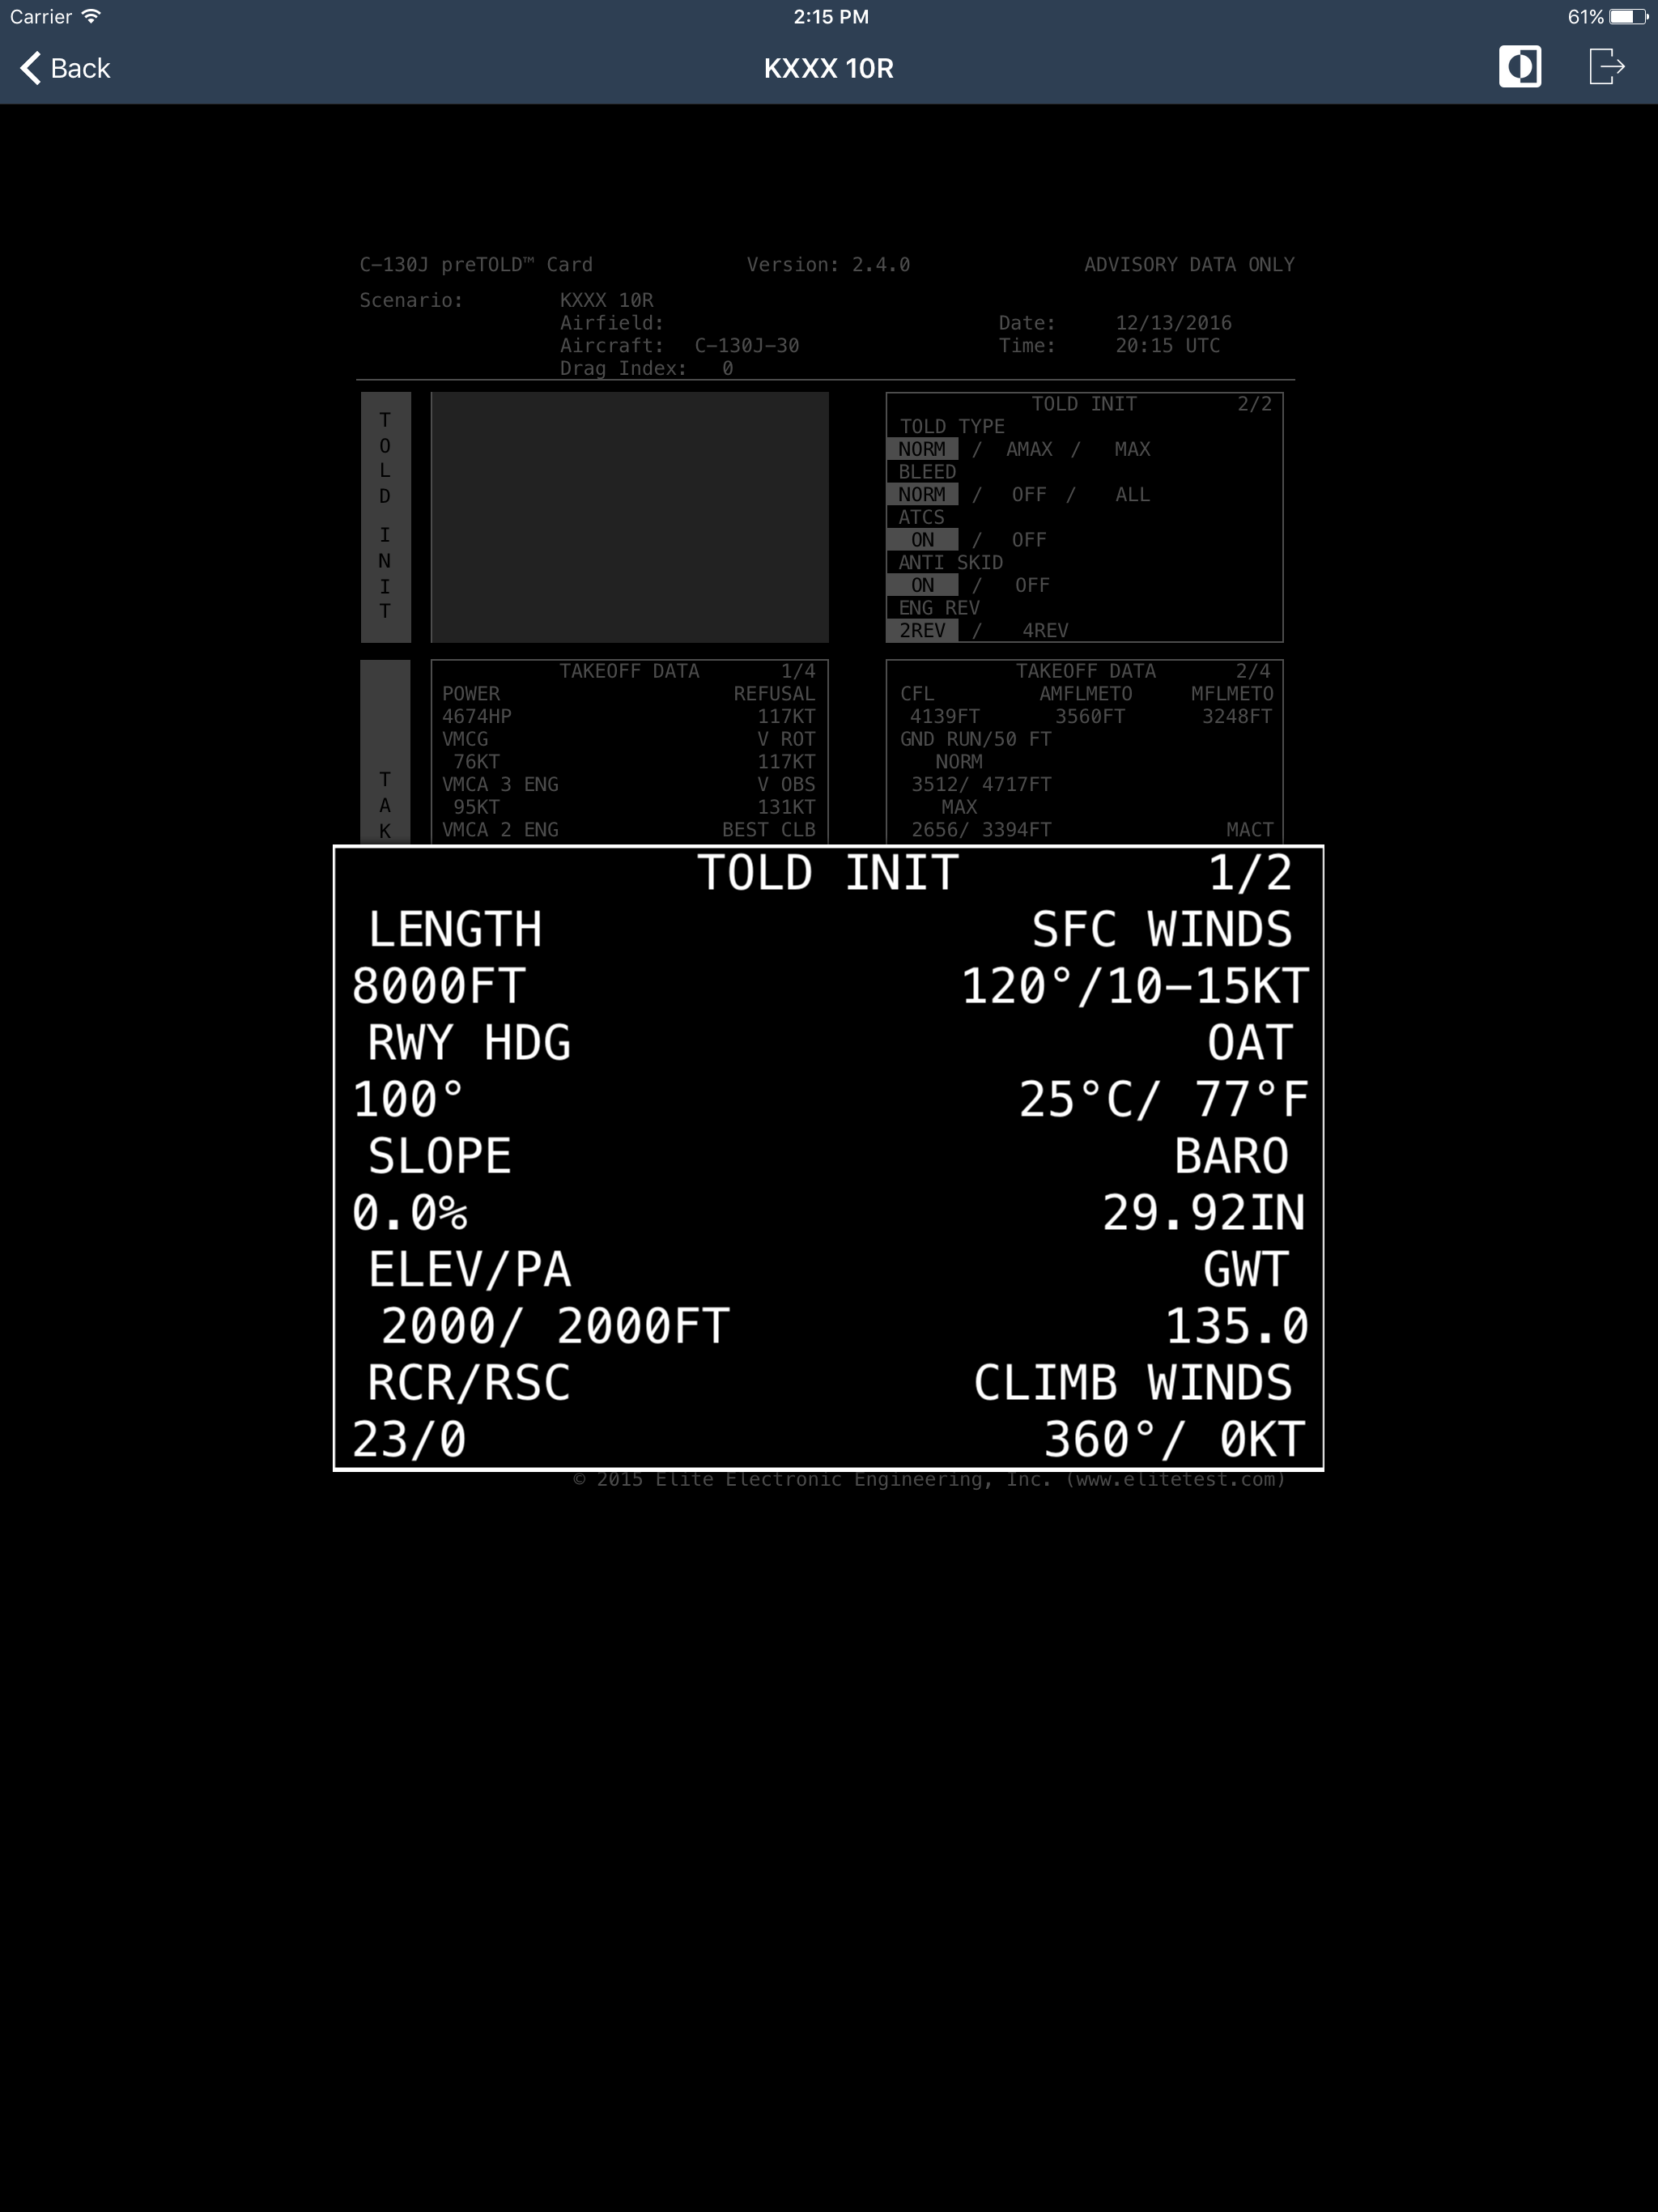 Carrier 2:15 PM 61%
Back KXXX 10R
C-130J preTOLD™ Card Version: 2.4.0 ADVISORY DATA ONLY
Scenario: KXXX 10R
Airfield: Date: 12/13/2016
Aircraft: C-130J-30 Time: 20:15 UTC
Drag Index: 0
TOLD INIT
TOLD INIT 2/2
TOLD TYPE
NORM / AMAX / MAX
BLEED
NORM / OFF / ALL
ATCS
ON / OFF
ANTI SKID
ON / OFF
ENG REV
2REV / 4REV
TAK
TAKEOFF DATA 1/4
POWER REFUSAL
4674HP 117KT
VMCG V ROT
76KT 117KT
VMCA 3 ENG V OBS
95KT 131KT
VMCA 2 ENG BEST CLB
TAKEOFF DATA 2/4
CFL AMFLMETO MFLMETO
4139FT 3560FT 3248FT
GND RUN/50 FT
NORM
3512/ 4717FT
MAX
2656/ 3394FT MACT
TOLD INIT 1/2
LENGTH SFC WINDS
8000FT 120°/10-15KT
RWY HDG OAT
100° 25°C/ 77°F
SLOPE BARO
0.0% 29.92IN
ELEV/PA GWT
2000/ 2000FT 135.0
RCR/RSC CLIMB WINDS
23/0 360°/ 0KT
© 2015 Elite Electronic Engineering, Inc. (www.elitetest.com)